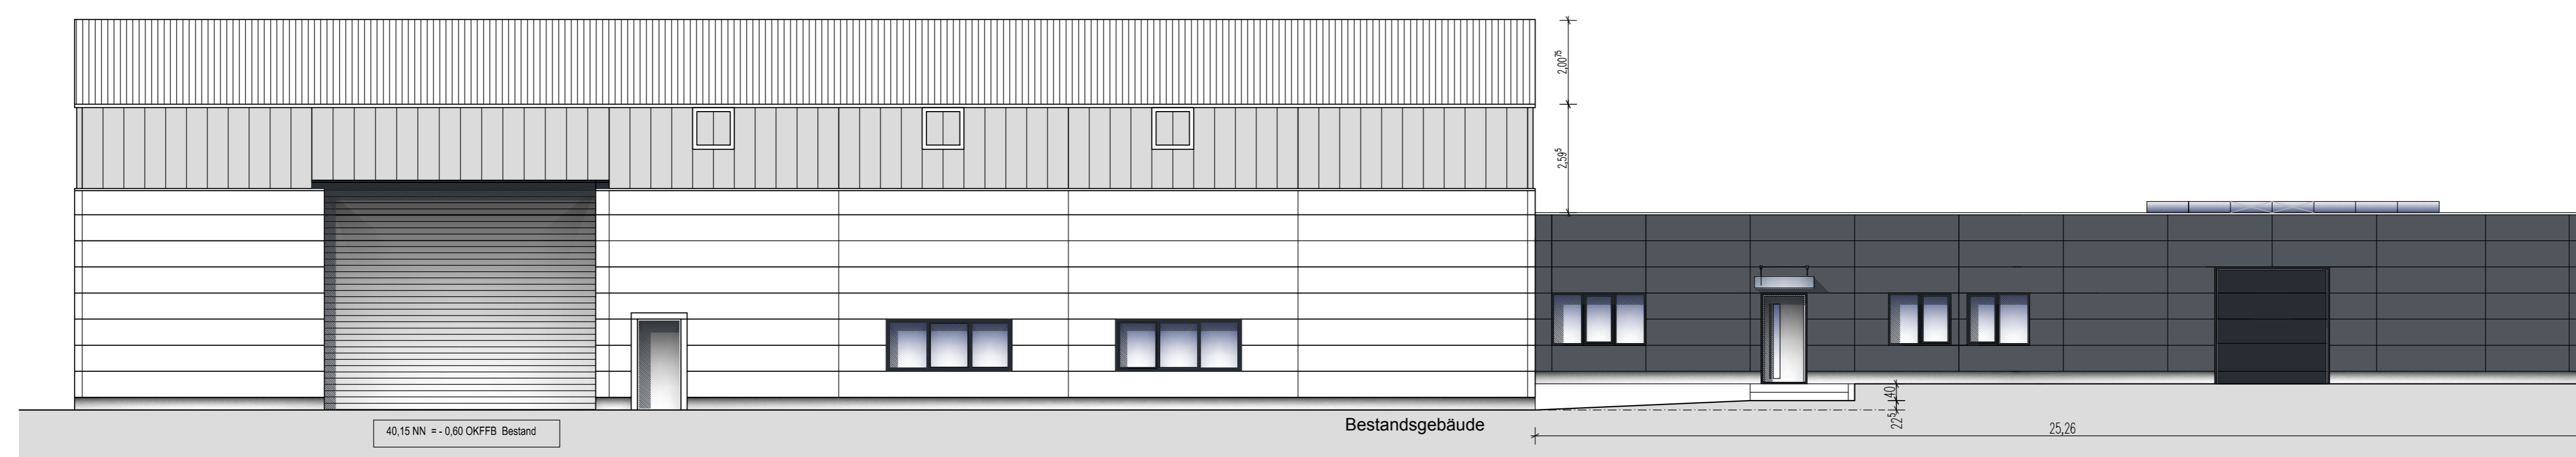 2,00⁷⁵
2,59⁵
40
22⁵
25,26
Bestandsgebäude
40,15 NN = - 0,60 OKFFB Bestand